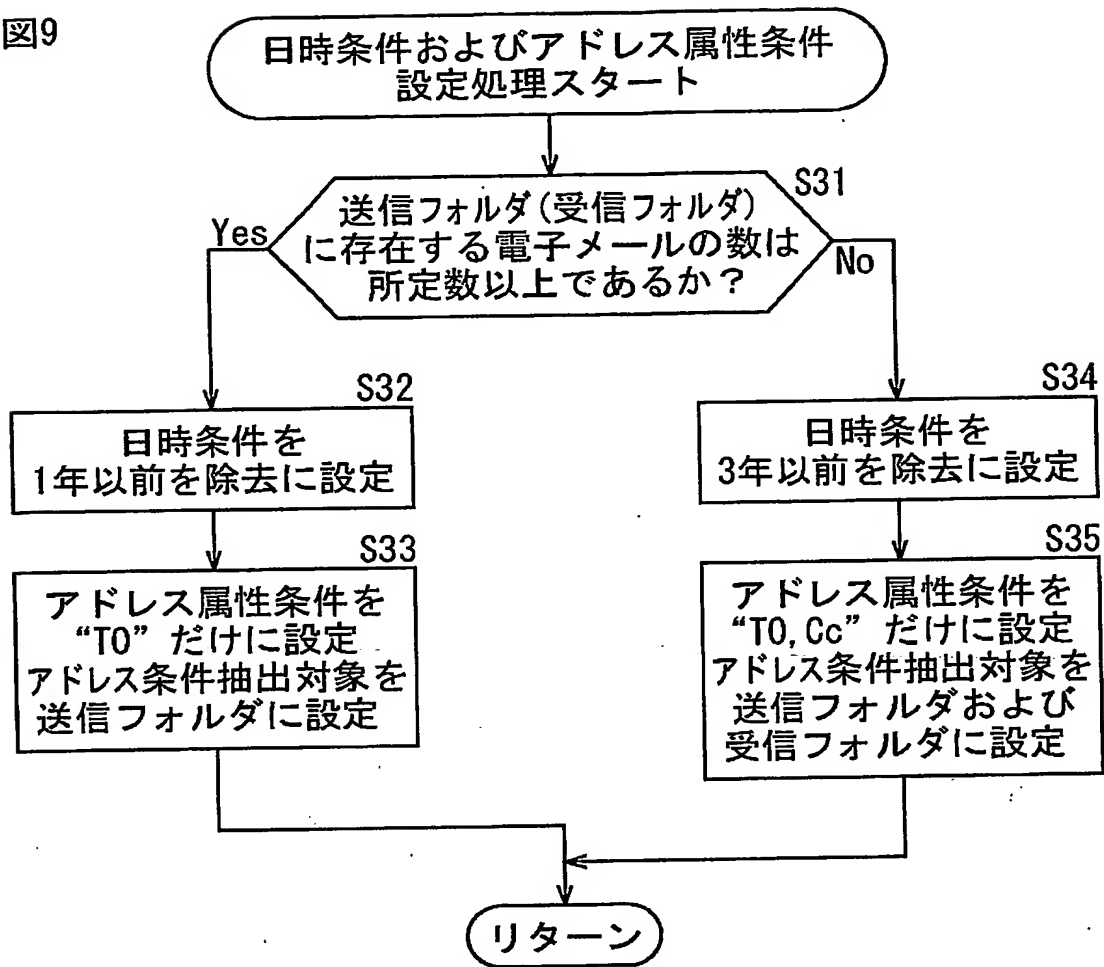 図9
日時条件およびアドレス属性条件
設定処理スタート
S31
送信フォルダ(受信フォルダ)
に存在する電子メールの数は
所定数以上であるか?
Yes
No
S32
日時条件を
1年以前を除去に設定
S33
アドレス属性条件を
“TO”だけに設定
アドレス条件抽出対象を
送信フォルダに設定
S34
日時条件を
3年以前を除去に設定
S35
アドレス属性条件を
“TO,Cc”だけに設定
アドレス条件抽出対象を
送信フォルダおよび
受信フォルダに設定
リターン